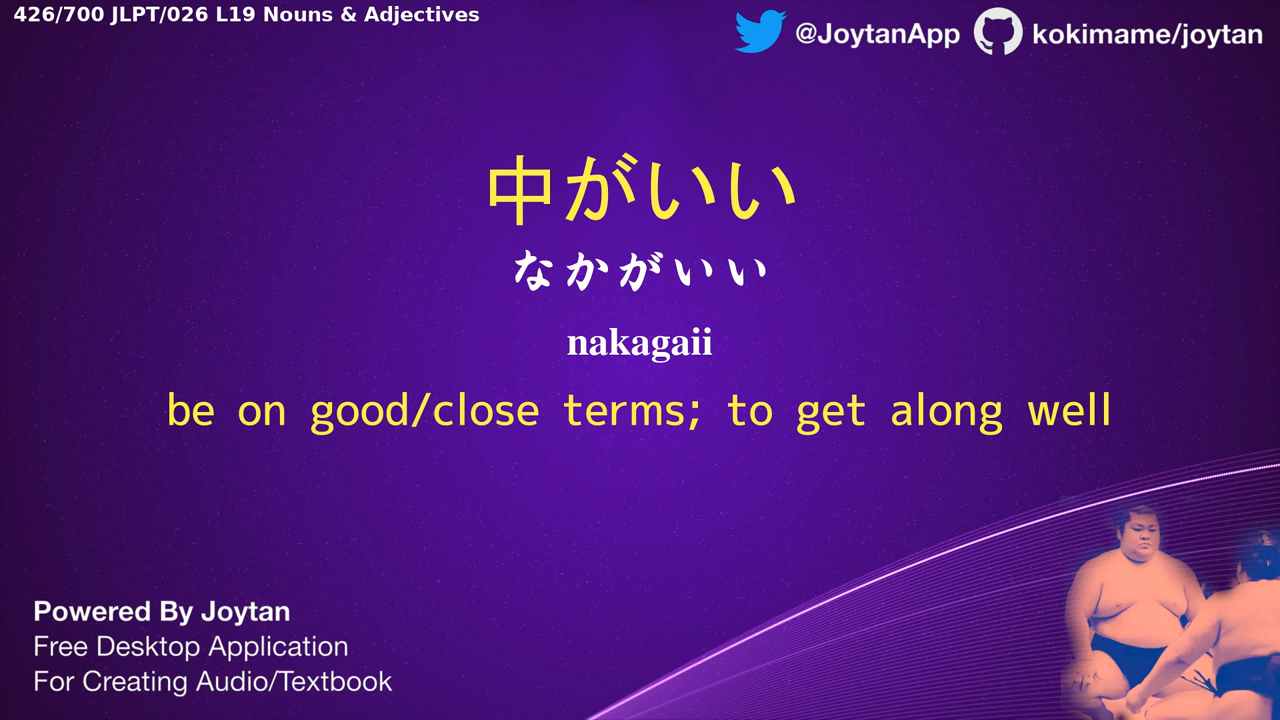 426/700 JLPT/026 L19 Nouns & Adjectives
@JoytanApp
kokimame/joytan
中がいい
なかがいい
nakagaii
be on good/close terms; to get along well
Powered By Joytan
Free Desktop Application
For Creating Audio/Textbook